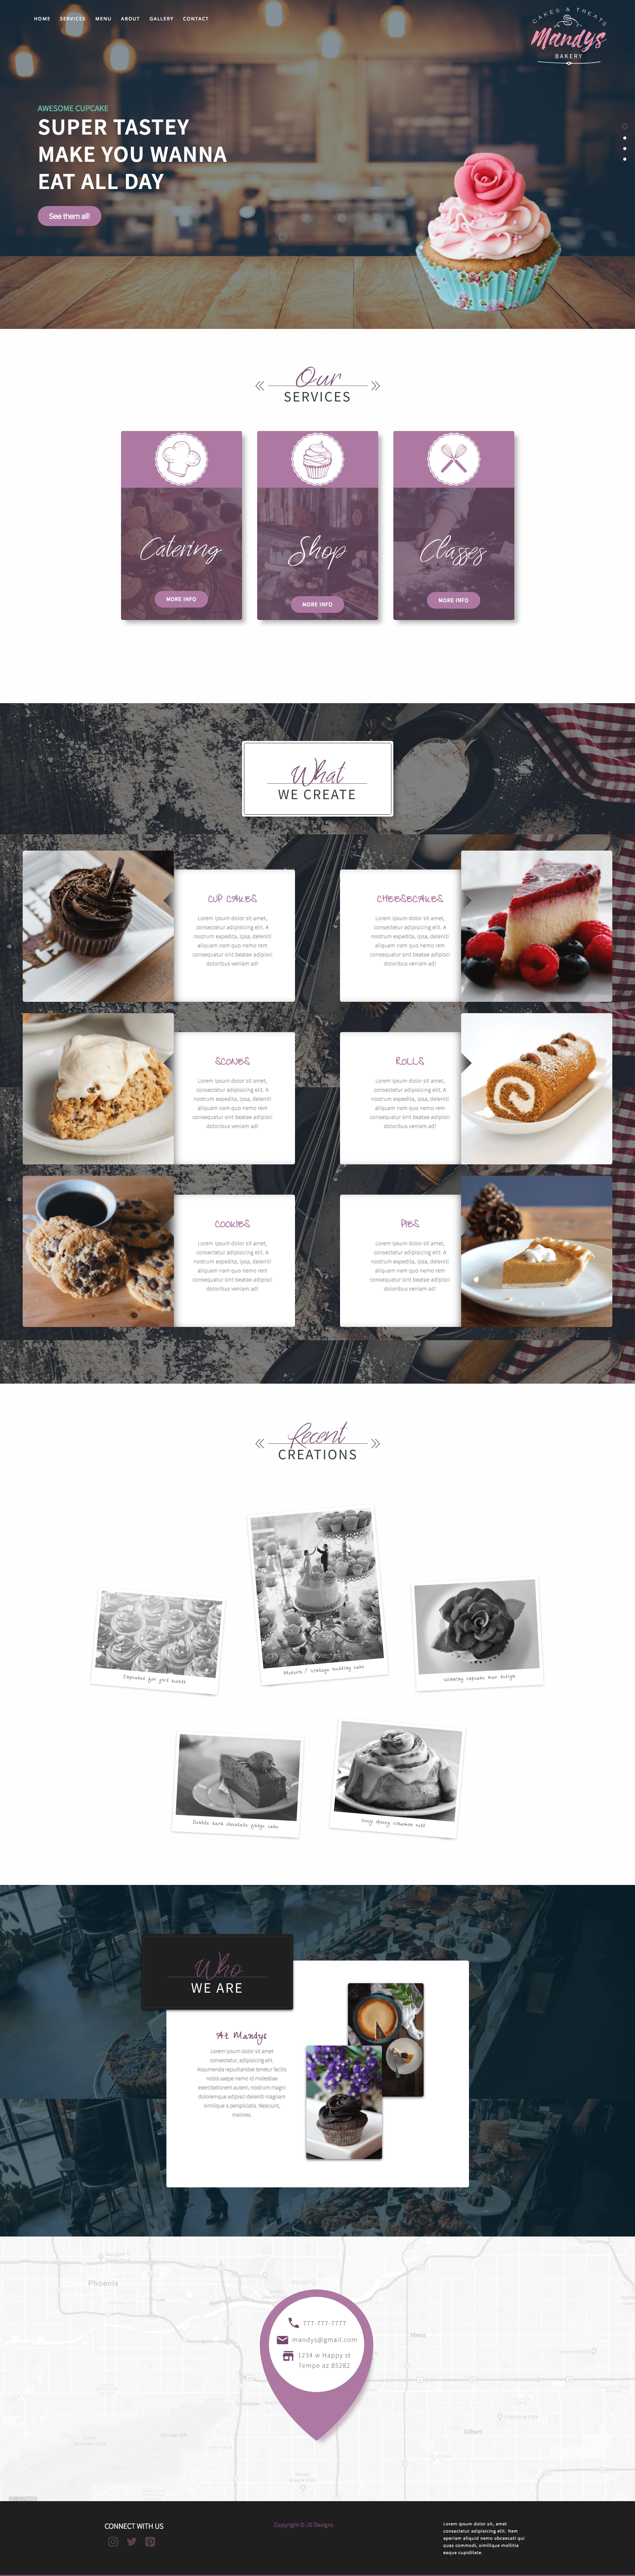 HOME SERVICES MENU ABOUT GALLERY CONTACT
CAKES & TREATS
Mandys
BAKERY
AWESOME CUPCAKE
SUPER TASTEY
MAKE YOU WANNA
EAT ALL DAY
See them all!
Our
SERVICES
Catering
MORE INFO
Shop
MORE INFO
Classes
MORE INFO
What
WE CREATE
CUP CAKES
Lorem ipsum dolor sit amet,
consectetur adipisicing elit. A
nostrum expedita, ipsa, deleniti
aliquam nam quo nemo rem
consequatur sint beatae adipisci
doloribus veniam ad!
CHEESECAKES
Lorem ipsum dolor sit amet,
consectetur adipisicing elit. A
nostrum expedita, ipsa, deleniti
aliquam nam quo nemo rem
consequatur sint beatae adipisci
doloribus veniam ad!
SCONES
Lorem ipsum dolor sit amet,
consectetur adipisicing elit. A
nostrum expedita, ipsa, deleniti
aliquam nam quo nemo rem
consequatur sint beatae adipisci
doloribus veniam ad!
ROLLS
Lorem ipsum dolor sit amet,
consectetur adipisicing elit. A
nostrum expedita, ipsa, deleniti
aliquam nam quo nemo rem
consequatur sint beatae adipisci
doloribus veniam ad!
COOKIES
Lorem ipsum dolor sit amet,
consectetur adipisicing elit. A
nostrum expedita, ipsa, deleniti
aliquam nam quo nemo rem
consequatur sint beatae adipisci
doloribus veniam ad!
PIES
Lorem ipsum dolor sit amet,
consectetur adipisicing elit. A
nostrum expedita, ipsa, deleniti
aliquam nam quo nemo rem
consequatur sint beatae adipisci
doloribus veniam ad!
Recent
CREATIONS
Cupcakes for girl scouts
Modern / Vintage wedding cake
Winning cupcake war design
Double dark chocolate fudge cake
Ooey Gooey cinnamon roll
Who
WE ARE
At Mandys
Lorem ipsum dolor sit amet
consectetur, adipisicing elit.
Assumenda repudiandae tenetur facilis
nobis saepe nemo id molestiae
exercitationem autem, nostrum magni
doloremque adipisci deleniti magnam
similique a perspiciatis. Nesciunt,
maiores.
Phoenix
Mesa
Gilbert
777-777-7777
mandys@gmail.com
1234 w Happy st
Tempe az 85282
CONNECT WITH US
Copyright © JG Dezigns
Lorem ipsum dolor sit, amet
consectetur adipisicing elit. Nam
aperiam aliquid nemo obcaecati qui
quas commodi, similique mollitia
eaque cupiditate.